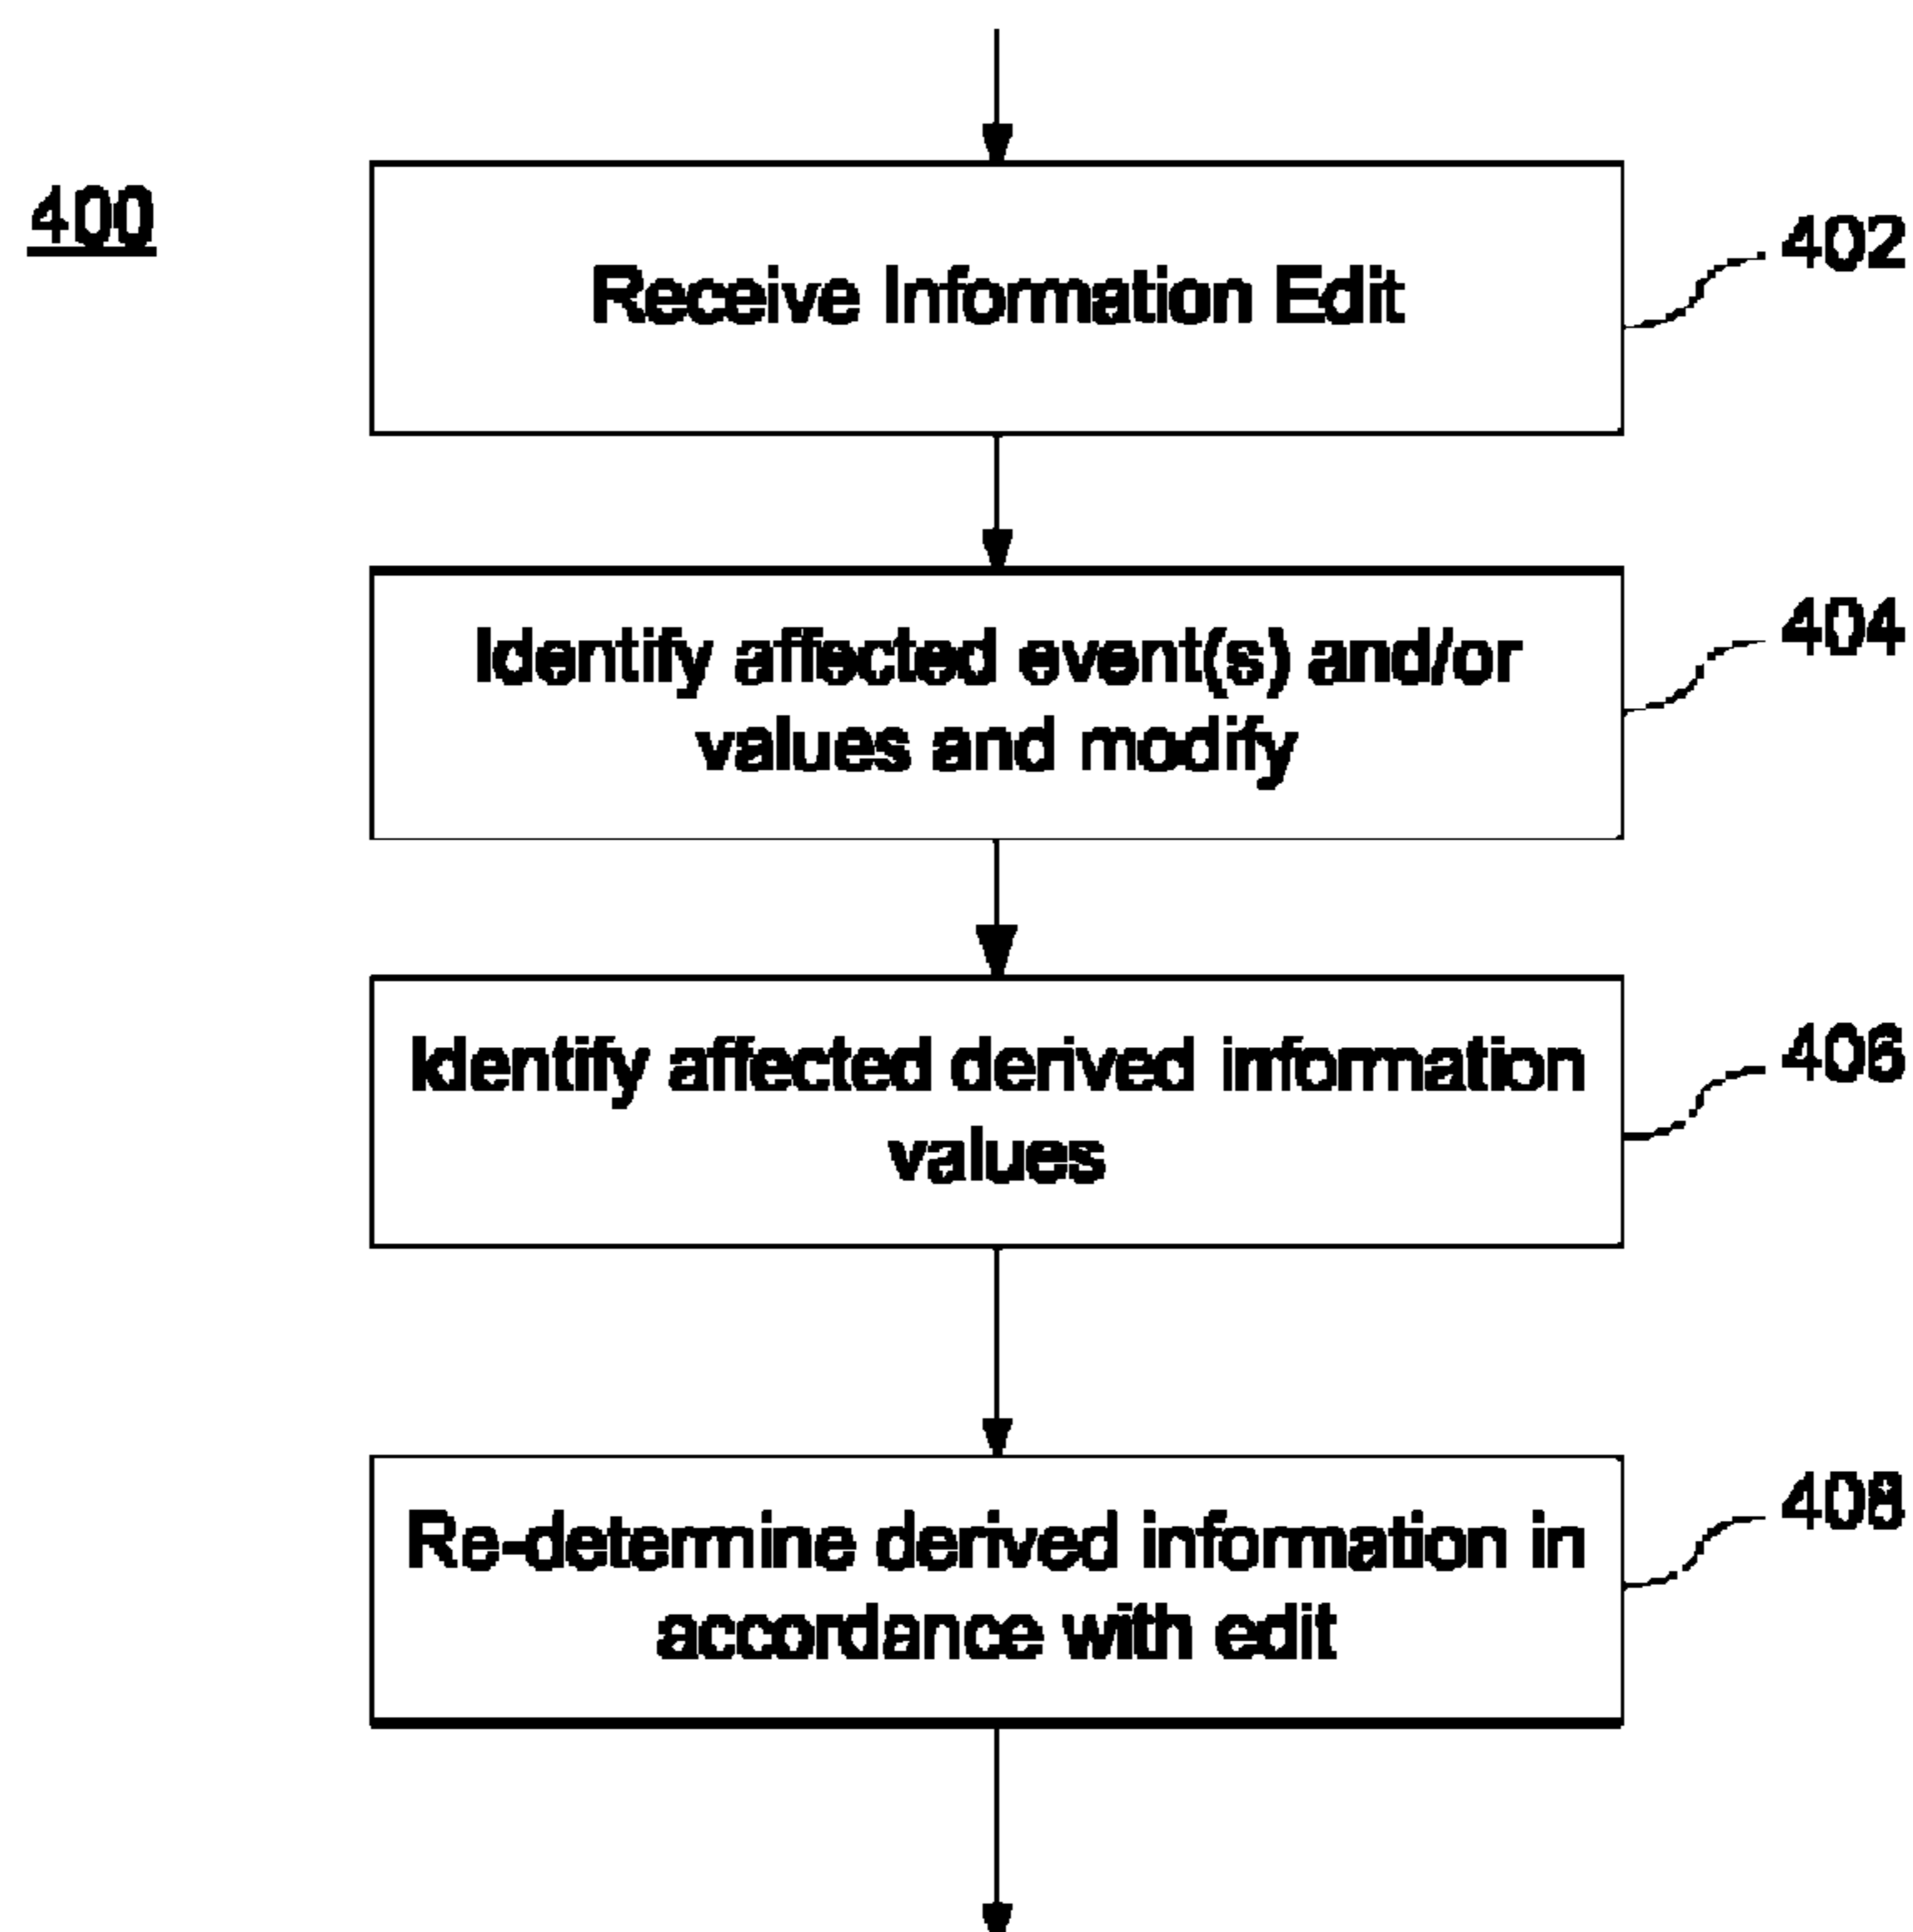 400
Receive Information Edit
402
Identify affected event(s) and/or
values and modify
404
Identify affected derived information
values
406
Re-determine derived information in
accordance with edit
408